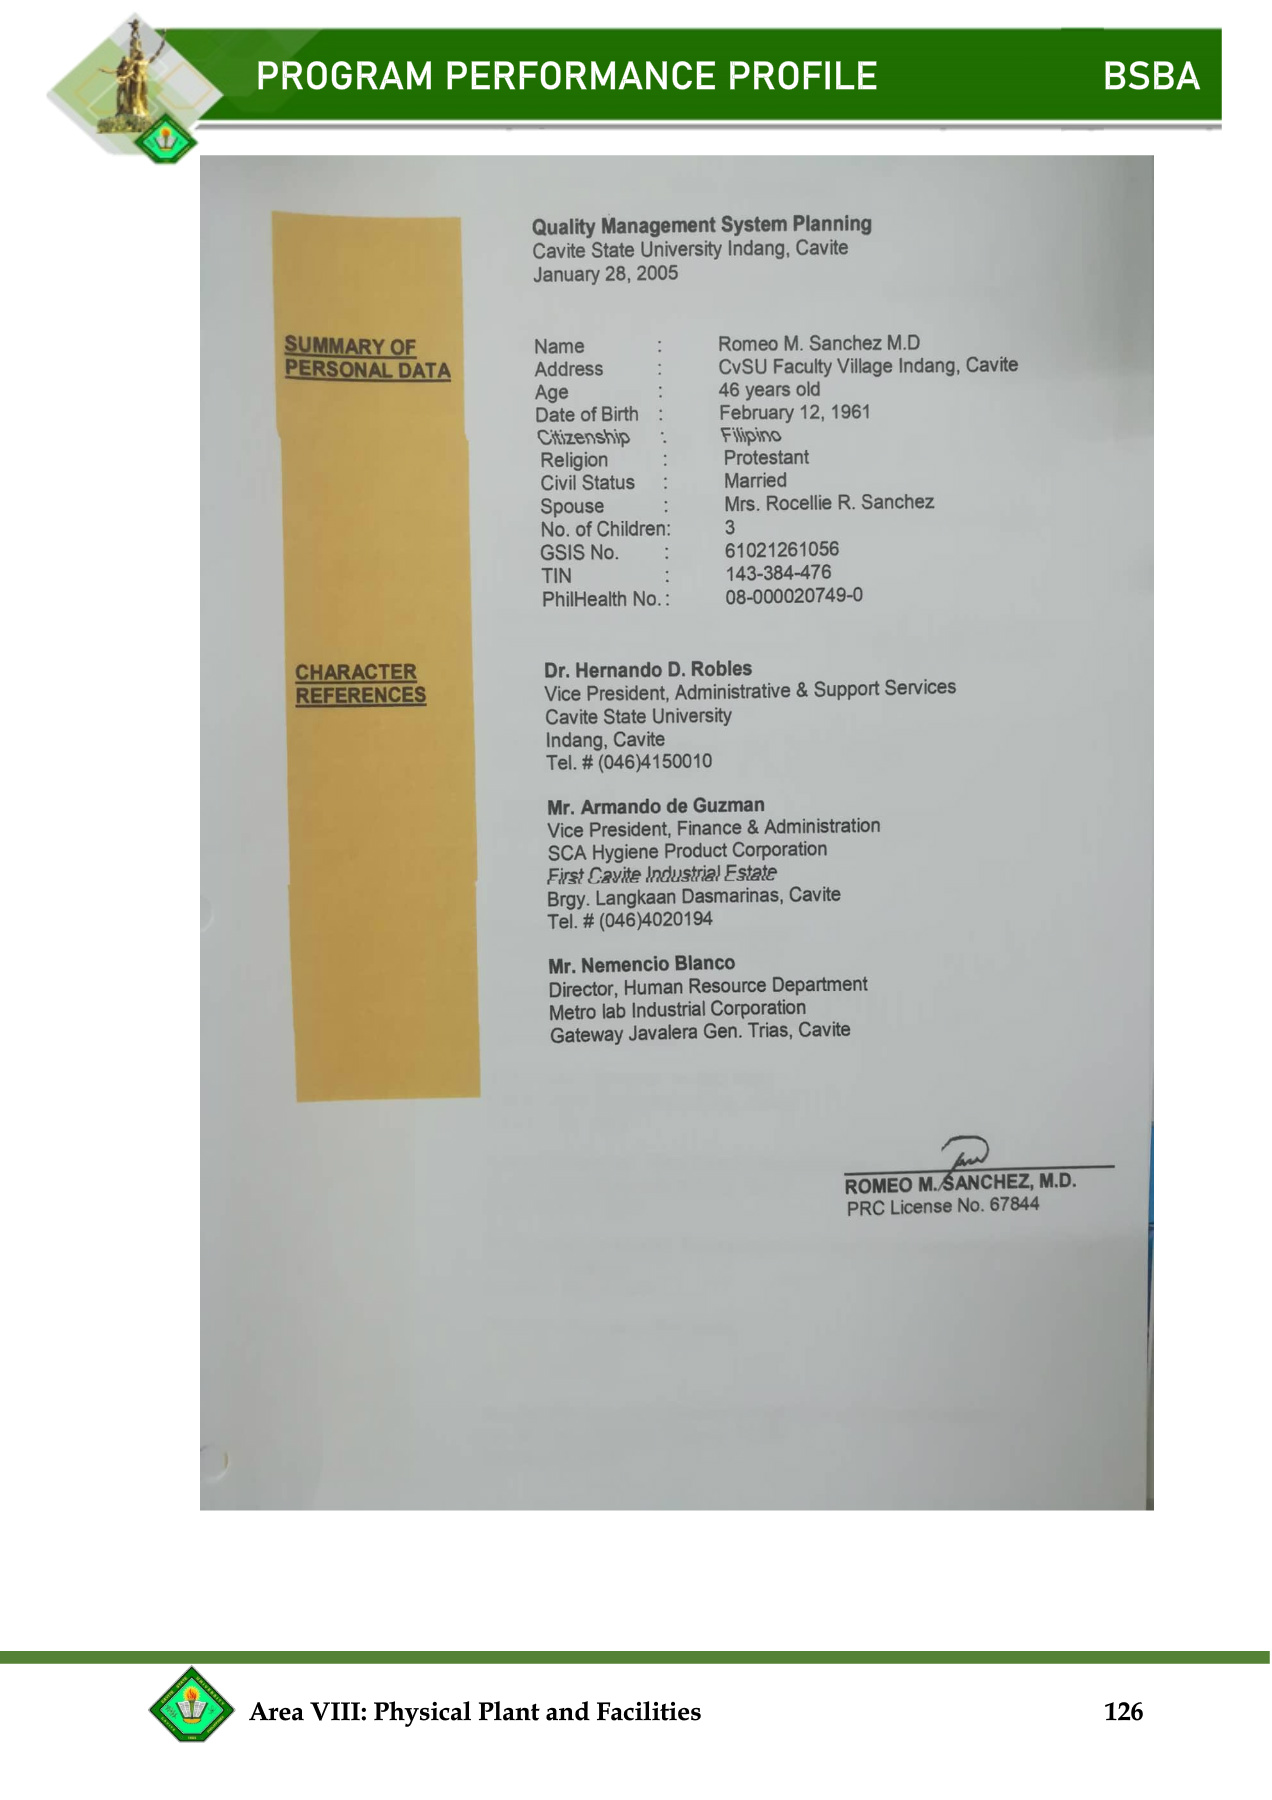 PROGRAM PERFORMANCE PROFILE BSBA
Quality Management System Planning
Cavite State University Indang, Cavite
January 28, 2005
SUMMARY OF
PERSONAL DATA
Name : Romeo M. Sanchez M.D
Address : CvSU Faculty Village Indang, Cavite
Age : 46 years old
Date of Birth : February 12, 1961
Citizenship : Filipino
Religion : Protestant
Civil Status : Married
Spouse : Mrs. Rocellie R. Sanchez
No. of Children: 3
GSIS No. : 61021261056
TIN : 143-384-476
PhilHealth No. : 08-000020749-0
CHARACTER
REFERENCES
Dr. Hernando D. Robles
Vice President, Administrative & Support Services
Cavite State University
Indang, Cavite
Tel. # (046)4150010
Mr. Armando de Guzman
Vice President, Finance & Administration
SCA Hygiene Product Corporation
First Cavite Industrial Estate
Brgy. Langkaan Dasmarinas, Cavite
Tel. # (046)4020194
Mr. Nemencio Blanco
Director, Human Resource Department
Metro lab Industrial Corporation
Gateway Javalera Gen. Trias, Cavite
ROMEO M. SANCHEZ, M.D.
PRC License No. 67844
Area VIII: Physical Plant and Facilities 126